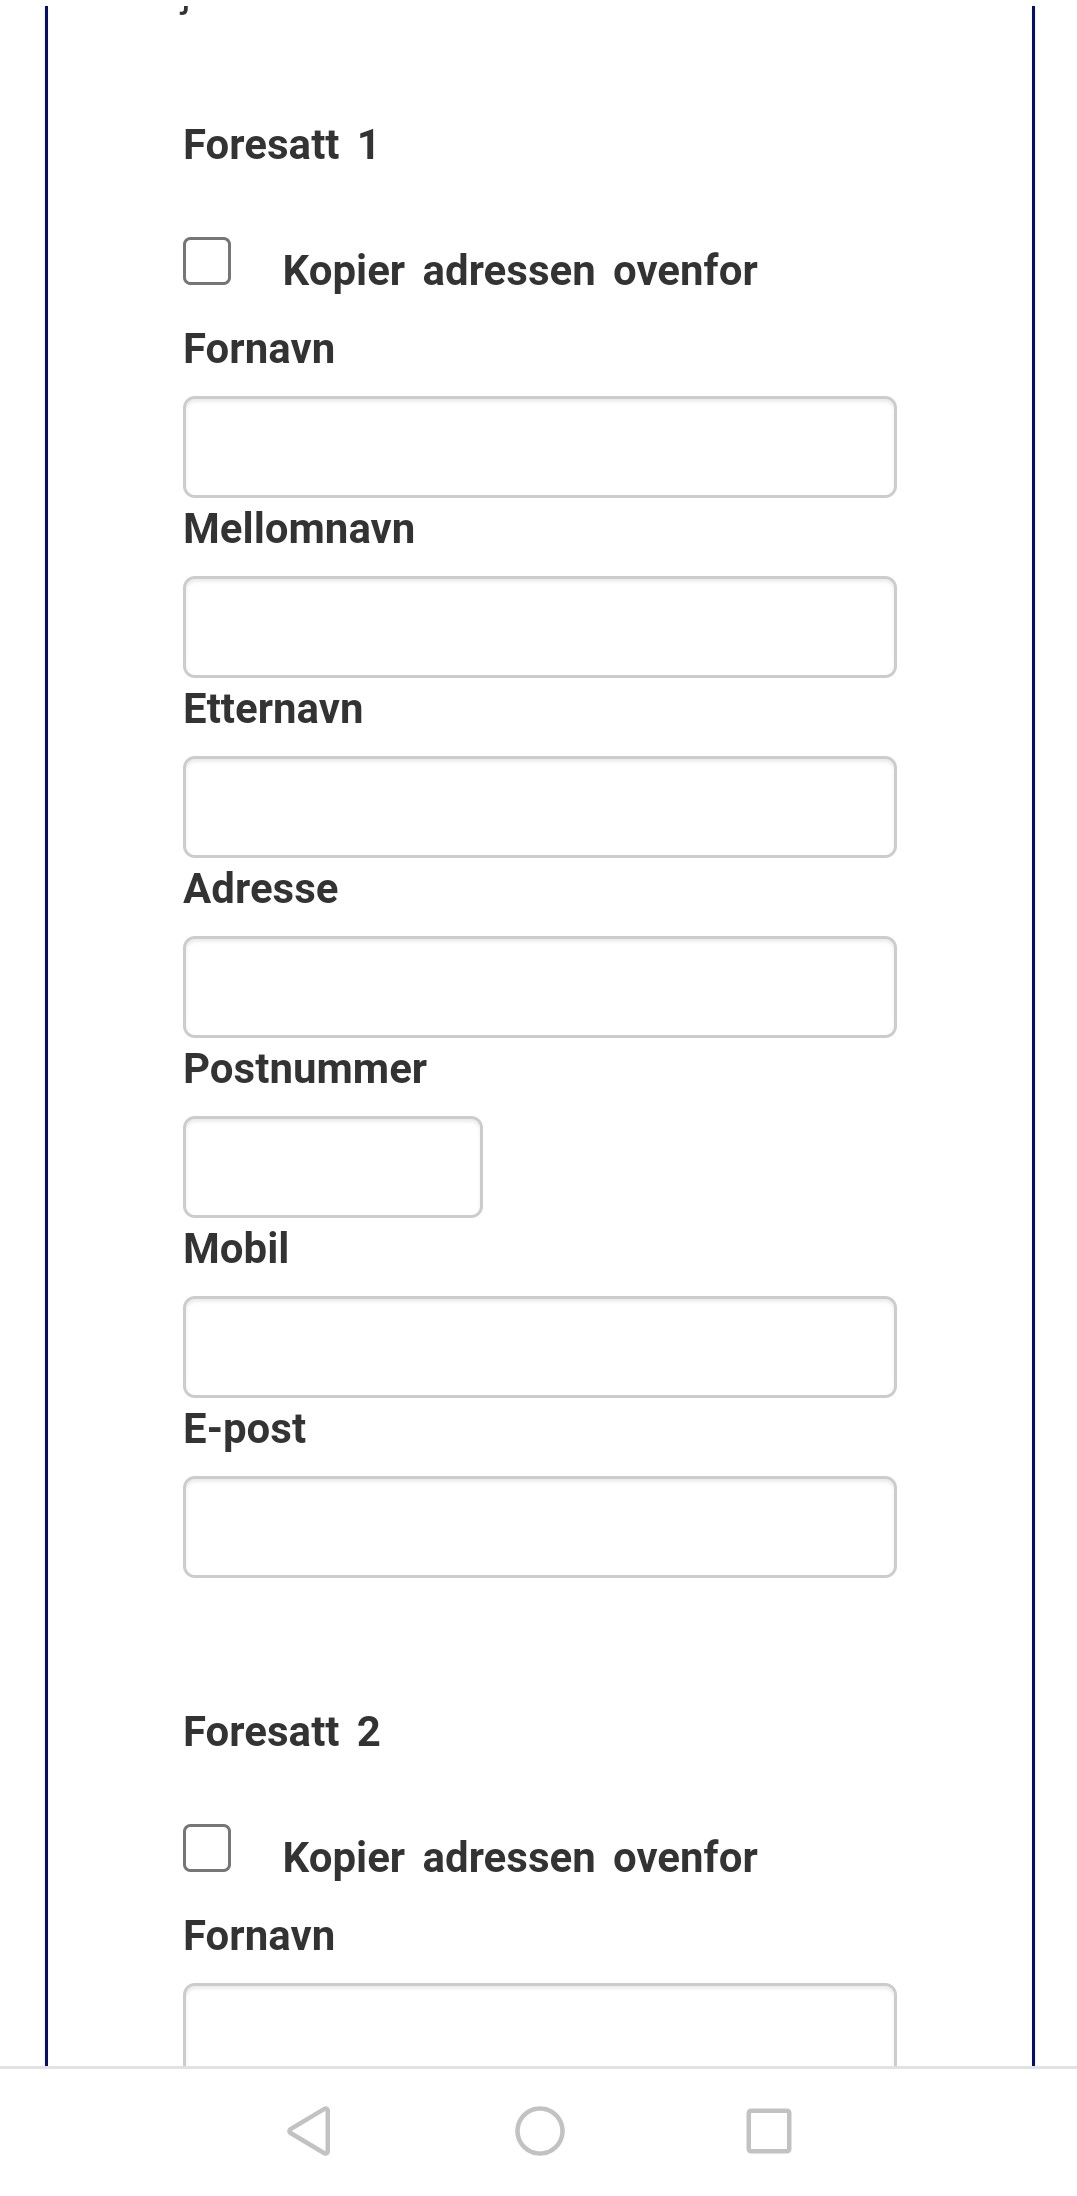 Foresatt 1
Kopier adressen ovenfor
Fornavn
Mellomnavn
Etternavn
Adresse
Postnummer
Mobil
E-post
Foresatt 2
Kopier adressen ovenfor
Fornavn